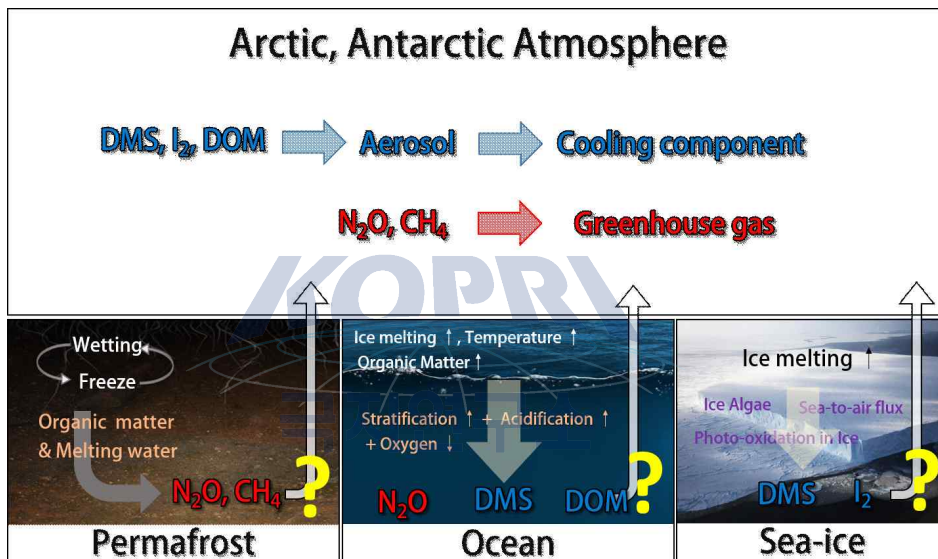 Arctic, Antarctic Atmosphere
DMS, I₂, DOM Aerosol Cooling component
N₂O, CH₄ Greenhouse gas
KOPRI
Wetting
Freeze
Organic matter
& Melting water
N₂O, CH₄ ?
Permafrost
Ice melting ↑ , Temperature ↑
Organic Matter ↑
Stratification ↑ + Acidification ↑
+ Oxygen ↓
N₂O DMS DOM ?
Ocean
Ice melting ↑
Ice Algae Sea-to-air flux
Photo-oxidation in Ice
DMS I₂ ?
Sea-ice